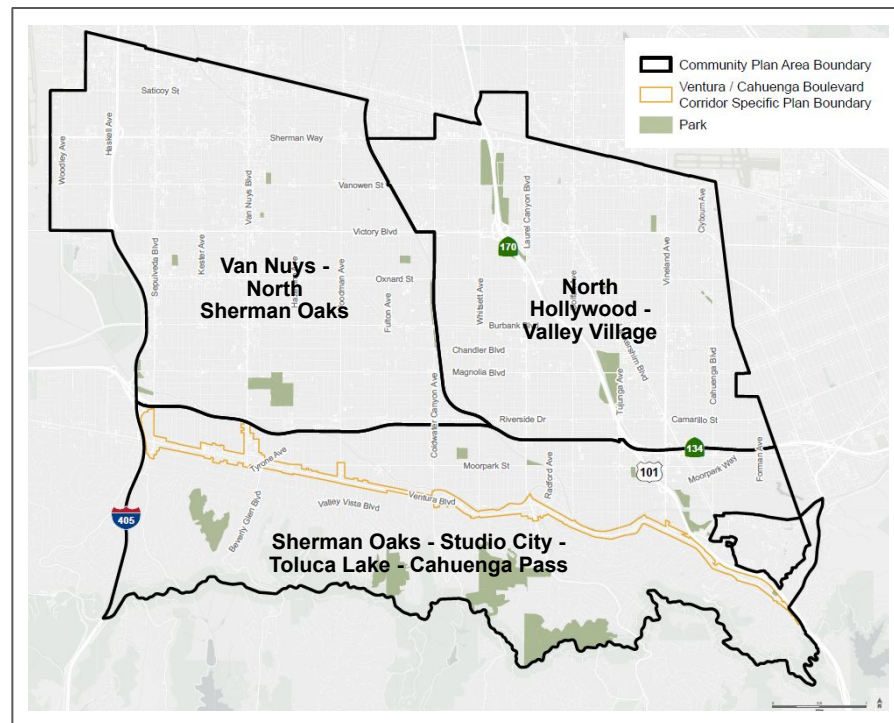 Community Plan Area Boundary
Ventura / Cahuenga Boulevard
Corridor Specific Plan Boundary
Park
Saticoy St
Haskell Ave
Woodley Ave
Sherman Way
Van Nuys Blvd
Vanowen St
Laurel Canyon Blvd
Clybourn Ave
Victory Blvd
170
Kester Ave
Sepulveda Blvd
Vineland Ave
Van Nuys -
North
Sherman Oaks
Oxnard St
Fulton Ave
Whitsett Ave
North
Hollywood -
Valley Village
Burbank Blvd
Chandler Blvd
Magnolia Blvd
Coldwater Canyon Ave
Tujunga Ave
Cahuenga Blvd
Riverside Dr
Camarillo St
134
101
Forman Ave
Moorpark Way
Tyrone Ave
Moorpark St
Radford Ave
Ventura Blvd
Valley Vista Blvd
Beverly Glen Blvd
405
Sherman Oaks - Studio City -
Toluca Lake - Cahuenga Pass